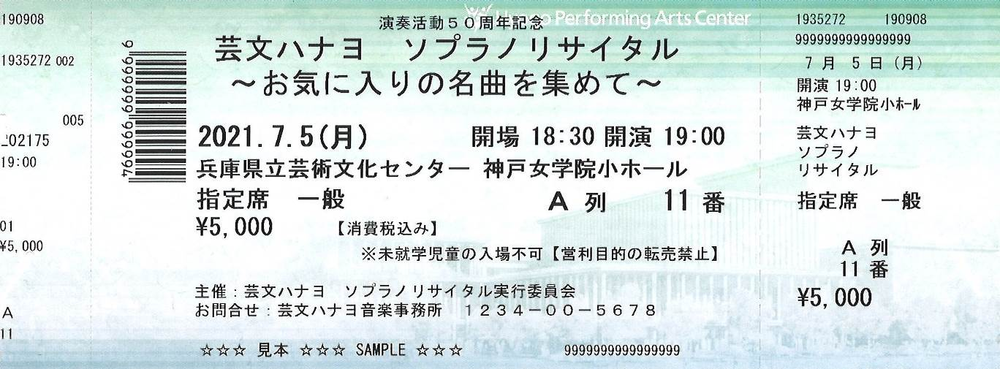 190908
1935272 002
005
02175
19:00
01
¥5,000
A
11
9999999999999994
Performing Arts Center
演奏活動５０周年記念
芸文ハナヨ　ソプラノリサイタル
～お気に入りの名曲を集めて～
2021.7.5(月)　開場 18:30 開演 19:00
兵庫県立芸術文化センター 神戸女学院小ホール
指定席　一般　A 列　11 番
¥5,000　【消費税込み】
※未就学児童の入場不可【営利目的の転売禁止】
主催：芸文ハナヨ　ソプラノリサイタル実行委員会
お問合せ：芸文ハナヨ音楽事務所　１２３４－００－５６７８
☆☆☆ 見本 ☆☆☆ SAMPLE ☆☆☆　9999999999999999
1935272　190908
9999999999999999
7 月 5 日（月）
開演 19:00
神戸女学院小ﾎｰﾙ
芸文ハナヨ
ソプラノ
リサイタル
指定席　一般
A 列
11 番
¥5,000